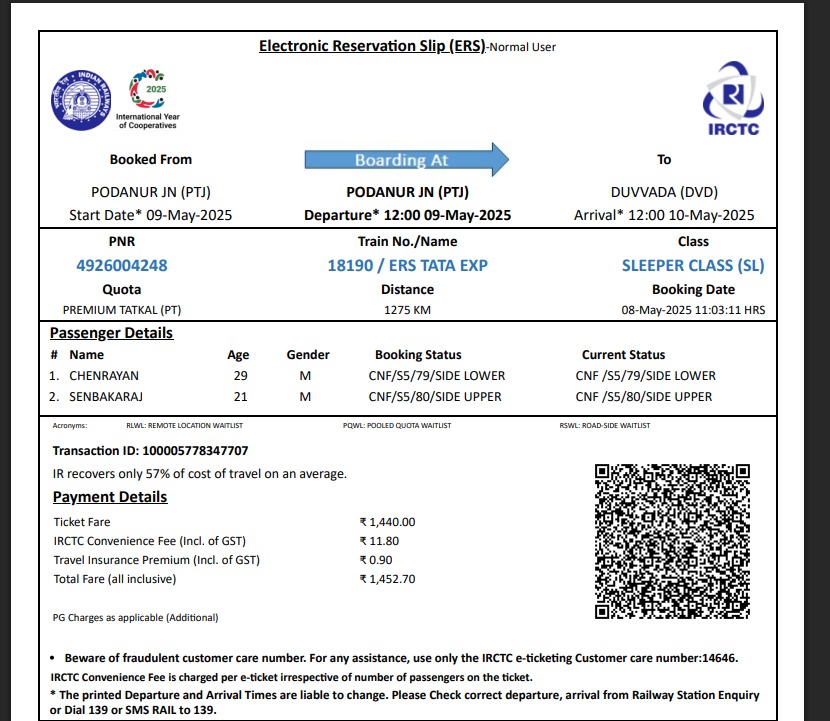 Electronic Reservation Slip (ERS)-Normal User
INDIAN RAILWAYS
2025
International Year
of Cooperatives
IRCTC
Booked From Boarding At To
PODANUR JN (PTJ) PODANUR JN (PTJ) DUVVADA (DVD)
Start Date* 09-May-2025 Departure* 12:00 09-May-2025 Arrival* 12:00 10-May-2025
PNR Train No./Name Class
4926004248 18190 / ERS TATA EXP SLEEPER CLASS (SL)
Quota Distance Booking Date
PREMIUM TATKAL (PT) 1275 KM 08-May-2025 11:03:11 HRS
Passenger Details
# Name Age Gender Booking Status Current Status
1. CHENRAYAN 29 M CNF/S5/79/SIDE LOWER CNF /S5/79/SIDE LOWER
2. SENBAKARAJ 21 M CNF/S5/80/SIDE UPPER CNF /S5/80/SIDE UPPER
Acronyms: RLWL: REMOTE LOCATION WAITLIST PQWL: POOLED QUOTA WAITLIST RSWL: ROAD-SIDE WAITLIST
Transaction ID: 100005778347707
IR recovers only 57% of cost of travel on an average.
Payment Details
Ticket Fare ₹ 1,440.00
IRCTC Convenience Fee (Incl. of GST) ₹ 11.80
Travel Insurance Premium (Incl. of GST) ₹ 0.90
Total Fare (all inclusive) ₹ 1,452.70
PG Charges as applicable (Additional)
• Beware of fraudulent customer care number. For any assistance, use only the IRCTC e-ticketing Customer care number:14646.
IRCTC Convenience Fee is charged per e-ticket irrespective of number of passengers on the ticket.
* The printed Departure and Arrival Times are liable to change. Please Check correct departure, arrival from Railway Station Enquiry
or Dial 139 or SMS RAIL to 139.